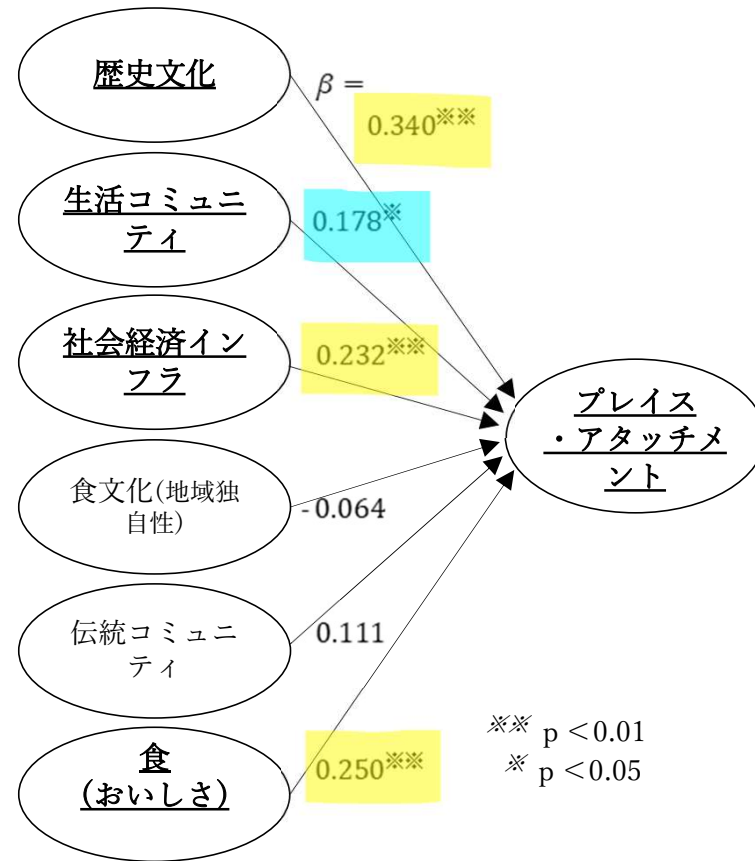 歴史文化
β =
0.340※※
生活コミュニ
ティ
0.178※
社会経済イン
フラ
0.232※※
プレイス
・アタッチメ
ント
食文化(地域独
自性)
-0.064
伝統コミュニ
ティ
0.111
食
(おいしさ)
0.250※※
※※ p <0.01
※ p <0.05